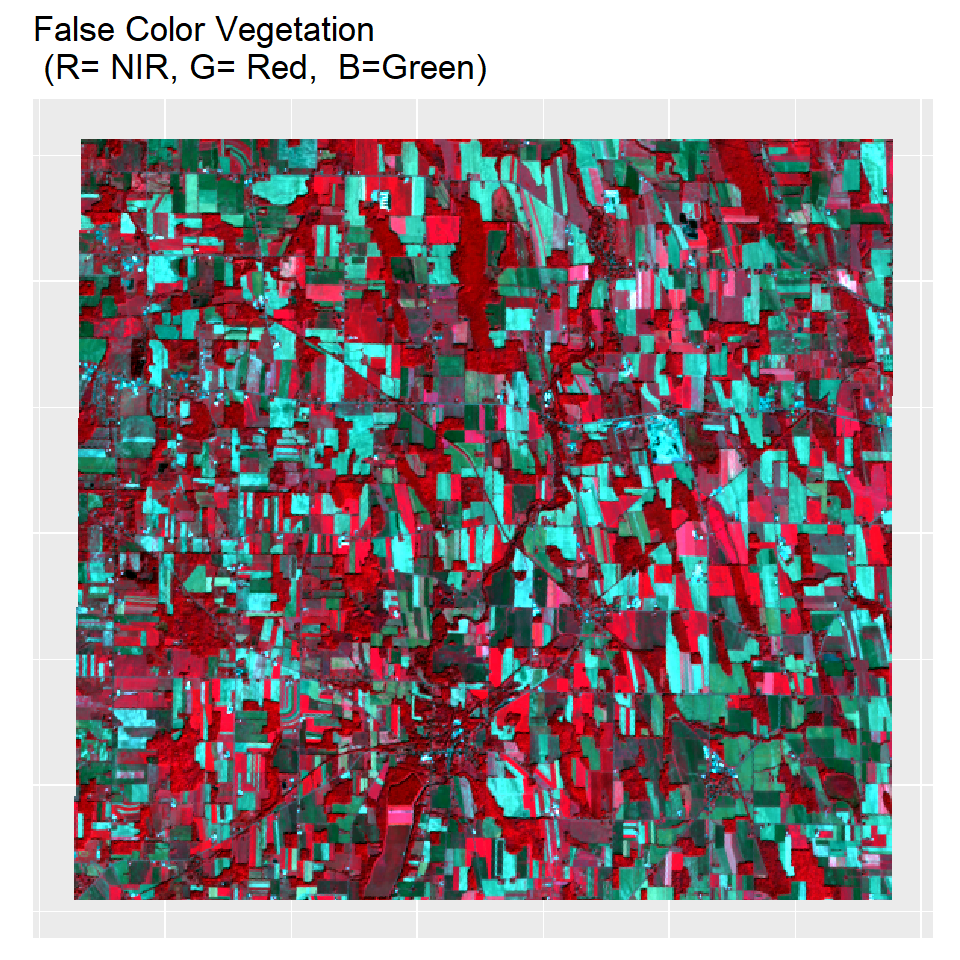 False Color Vegetation
(R= NIR, G= Red,  B=Green)